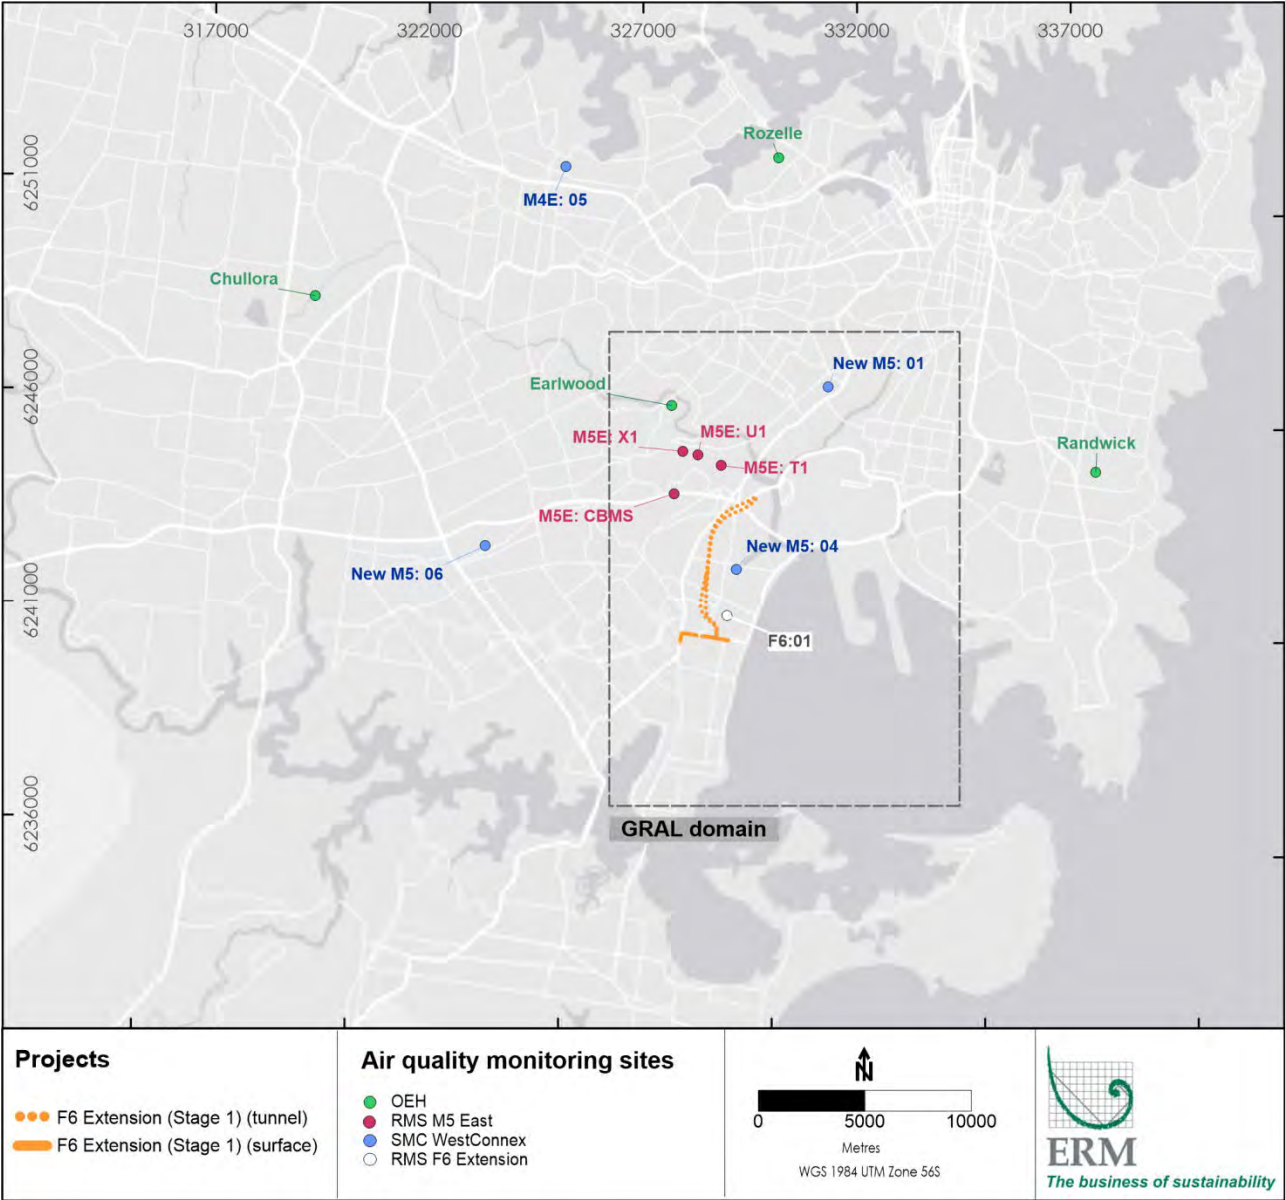 317000
322000
327000
332000
337000
6251000
6246000
6241000
6236000
Rozelle
M4E: 05
Chullora
New M5: 01
Earlwood
M5E: X1
M5E: U1
Randwick
M5E: T1
M5E: CBMS
New M5: 04
New M5: 06
F6:01
GRAL domain
Projects
F6 Extension (Stage 1) (tunnel)
F6 Extension (Stage 1) (surface)
Air quality monitoring sites
OEH
RMS M5 East
SMC WestConnex
RMS F6 Extension
N
0 5000 10000
Metres
WGS 1984 UTM Zone 56S
ERM
The business of sustainability